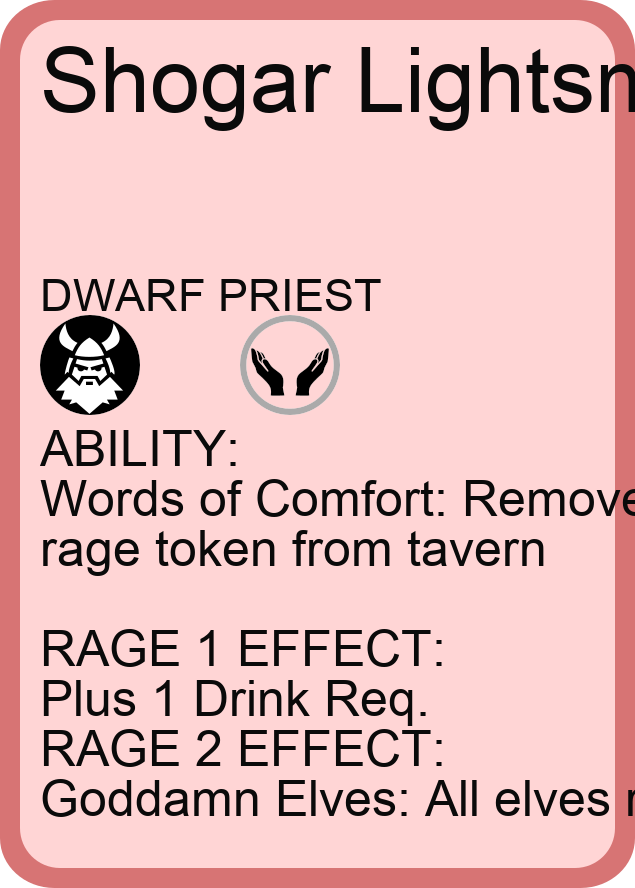 Shogar Lightsm
DWARF PRIEST
ABILITY:
Words of Comfort: Remove
rage token from tavern
RAGE 1 EFFECT:
Plus 1 Drink Req.
RAGE 2 EFFECT:
Goddamn Elves: All elves